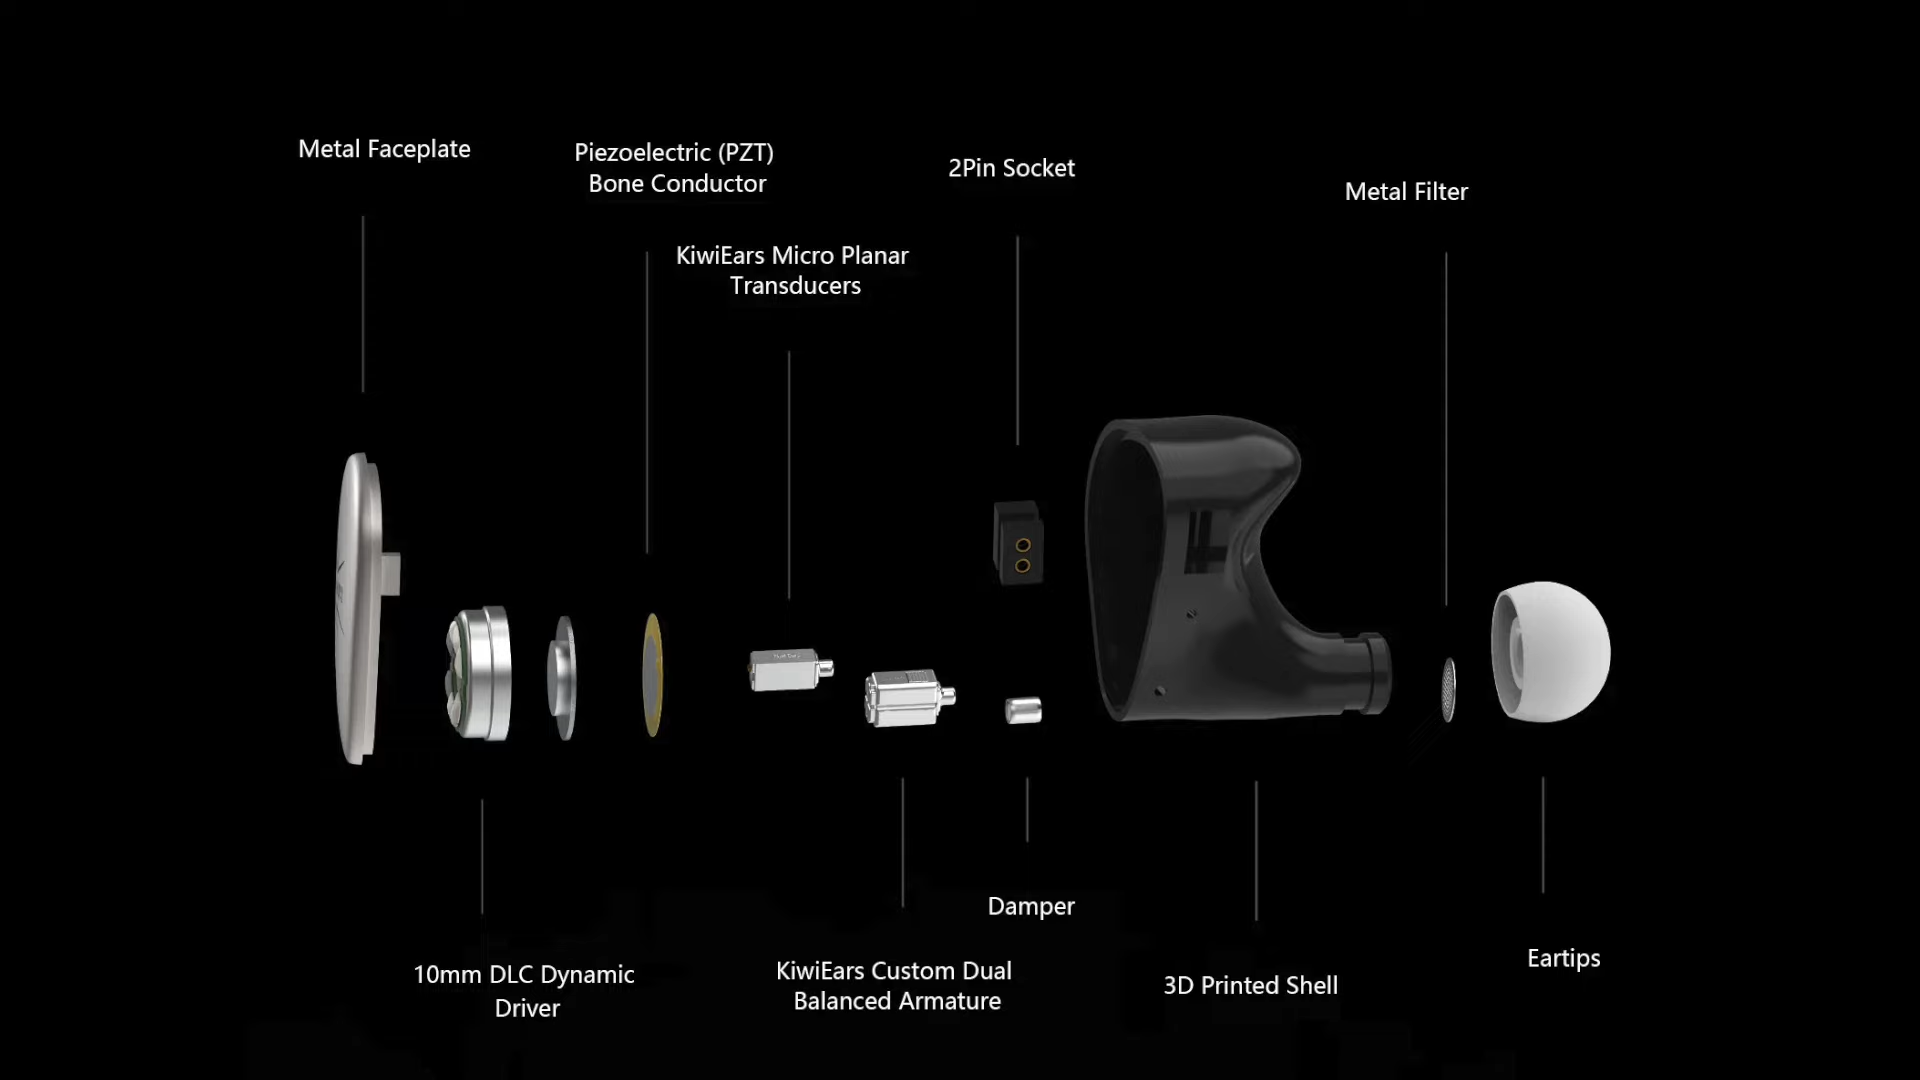 Metal Faceplate
Piezoelectric (PZT)
Bone Conductor
2Pin Socket
Metal Filter
KiwiEars Micro Planar
Transducers
Damper
10mm DLC Dynamic
Driver
KiwiEars Custom Dual
Balanced Armature
3D Printed Shell
Eartips